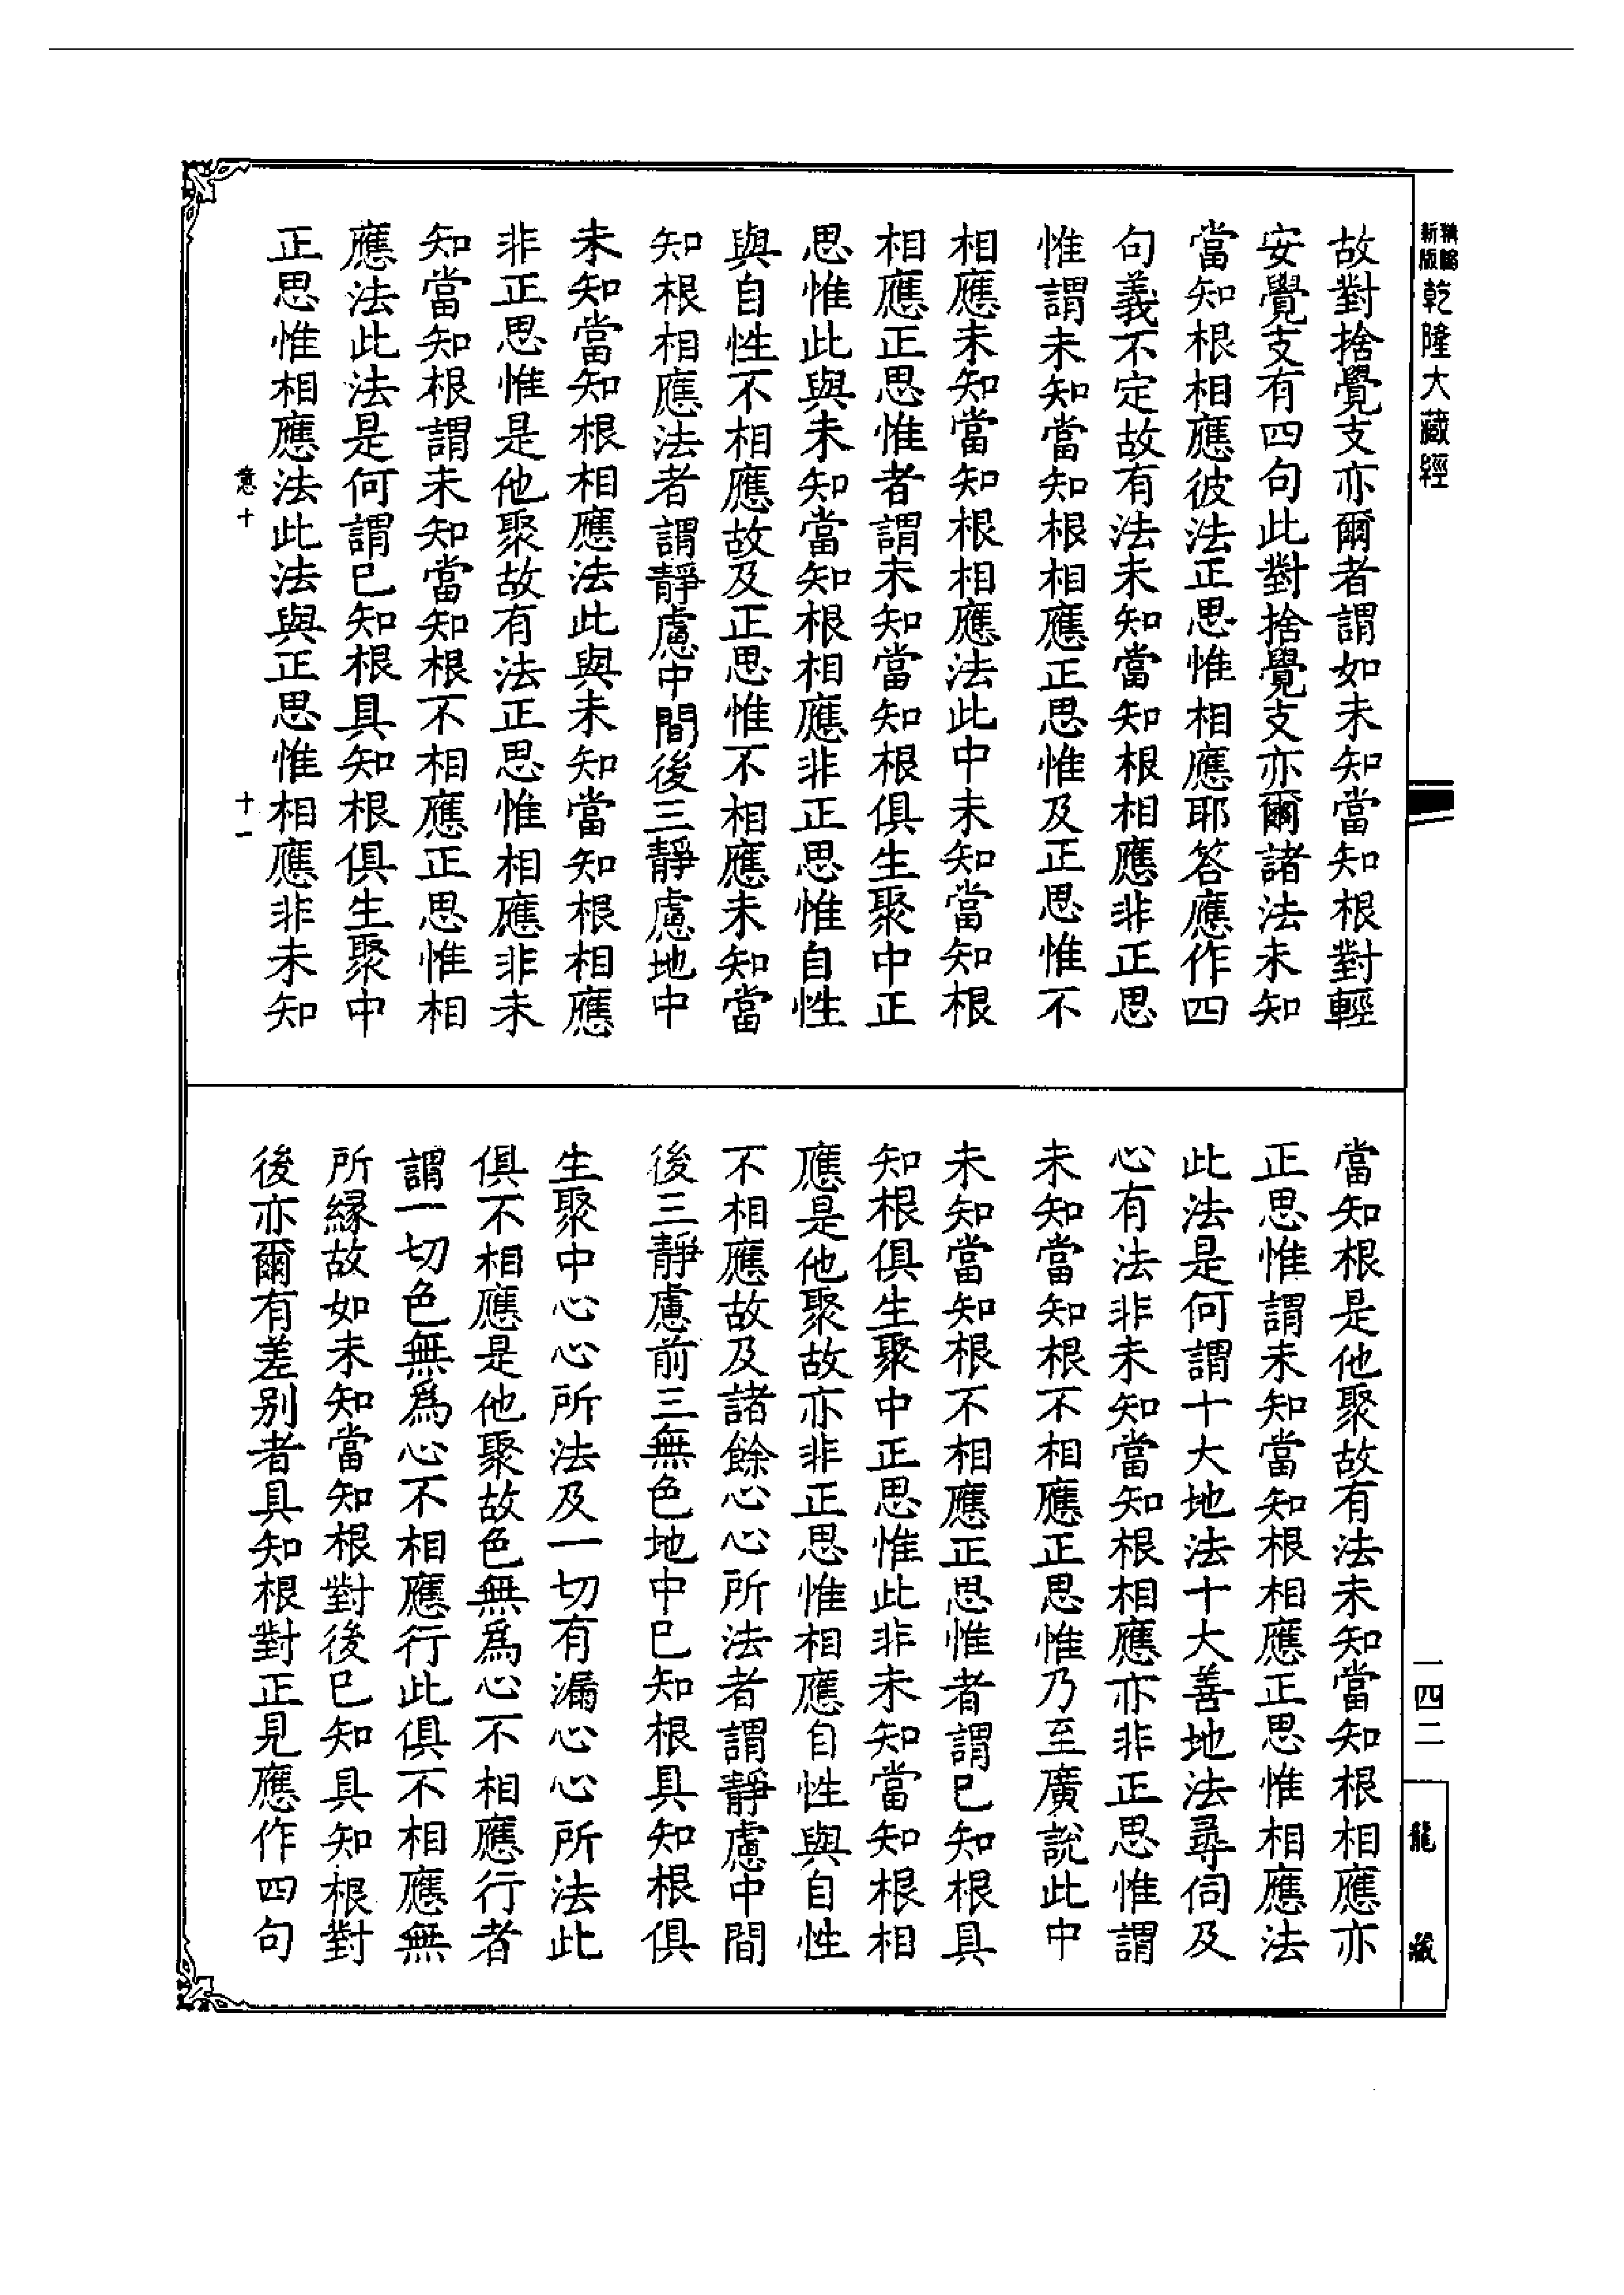 新版
乾隆大藏經
故對捨覺支亦爾者謂如未知當知根對輕
安覺支有四句此對捨覺支亦爾諸法未知
當知根相應彼法正思惟相應耶答應作四
句義不定故有法未知當知根相應非正思
惟謂未知當知根相應正思惟及正思惟不
相應未知當知根相應法此中未知當知根
相應正思惟者謂未知當知根俱生聚中正
思惟此與未知當知根相應非正思惟自性
與自性不相應故及正思惟不相應未知當
知根相應法者謂靜慮中間後三靜慮地中
未知當知根相應法此與未知當知根相應
非正思惟是他聚故有法正思惟相應非未
知當知根謂未知當知根不相應正思惟相
應法此法是何謂已知根具知根俱生聚中
正思惟相應法此法與正思惟相應非未知
意十
十一
當知根是他聚故有法未知當知根相應亦
正思惟謂未知當知根相應正思惟相應法
此法是何謂十大地法十大善地法尋伺及
心有法非未知當知根相應亦非正思惟謂
未知當知根不相應正思惟乃至廣說此中
未知當知根不相應正思惟者謂已知根具
知根俱生聚中正思惟此非未知當知根相
應是他聚故亦非正思惟相應自性與自性
不相應故及諸餘心心所法者謂靜慮中間
後三靜慮前三無色地中已知根具知根俱
生聚中心心所法及一切有漏心心所法此
俱不相應是他聚故色無為心不相應行者
謂一切色無為心不相應行此俱不相應無
所緣故如未知當知根對後已知具知根對
後亦爾有差別者具知根對正見應作四句
一四二
龍藏